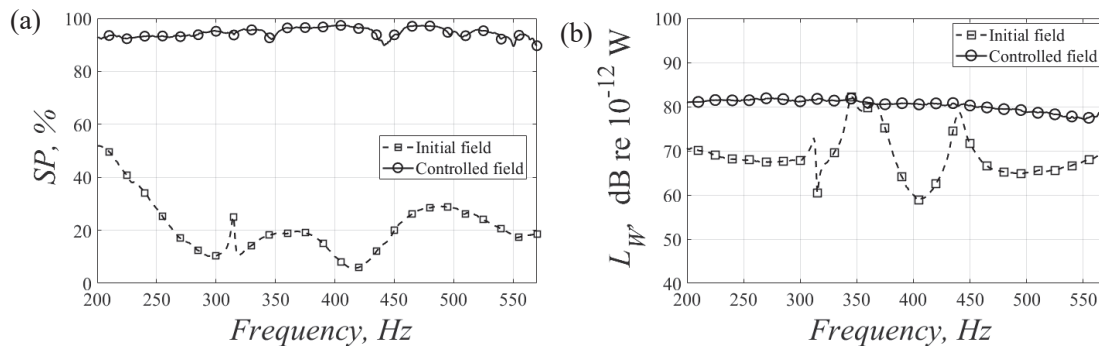 (a)
SP, %
100
80
60
40
20
0
200 250 300 350 400 450 500 550
Frequency, Hz
Initial field
Controlled field
(b)
L_W, dB re 10^-12 W
100
90
80
70
60
50
40
200 250 300 350 400 450 500 550
Frequency, Hz
Initial field
Controlled field